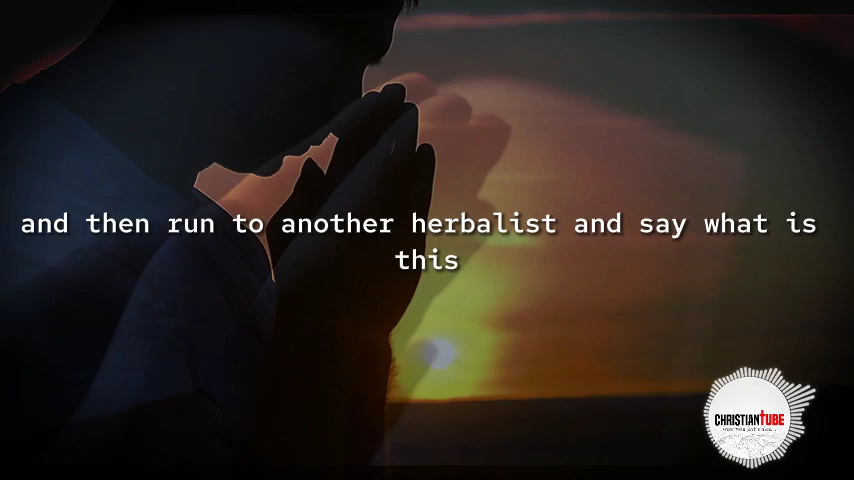 and then run to another herbalist and say what is
this
CHRISTIANTUBE